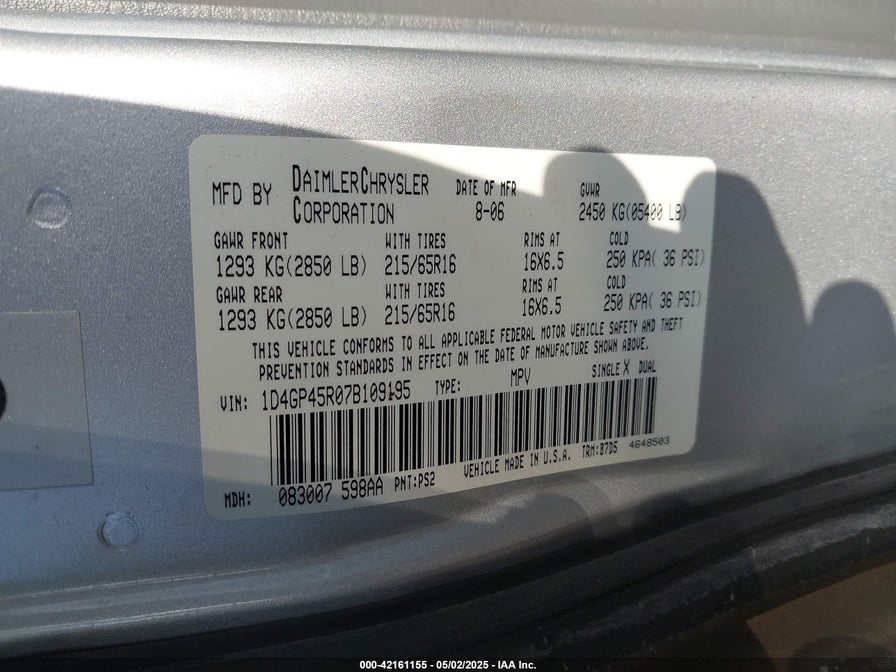 MFD BY DAIMLERCHRYSLER CORPORATION
DATE OF MFR 8-06
GVWR 2450 KG(05400 LB)
GAWR FRONT WITH TIRES RIMS AT COLD
1293 KG(2850 LB) 215/65R16 16X6.5 250 KPA( 36 PSI)
GAWR REAR WITH TIRES RIMS AT COLD
1293 KG(2850 LB) 215/65R16 16X6.5 250 KPA( 36 PSI)
THIS VEHICLE CONFORMS TO ALL APPLICABLE FEDERAL MOTOR VEHICLE SAFETY AND THEFT
PREVENTION STANDARDS IN EFFECT ON THE DATE OF MANUFACTURE SHOWN ABOVE.
VIN: 1D4GP45R07B109195 TYPE: MPV SINGLE X DUAL
MDH: 083007 598AA PNT:PS2 VEHICLE MADE IN U.S.A. TRM:B7D5 4648503
000-42161155 - 05/02/2025 - IAA Inc.